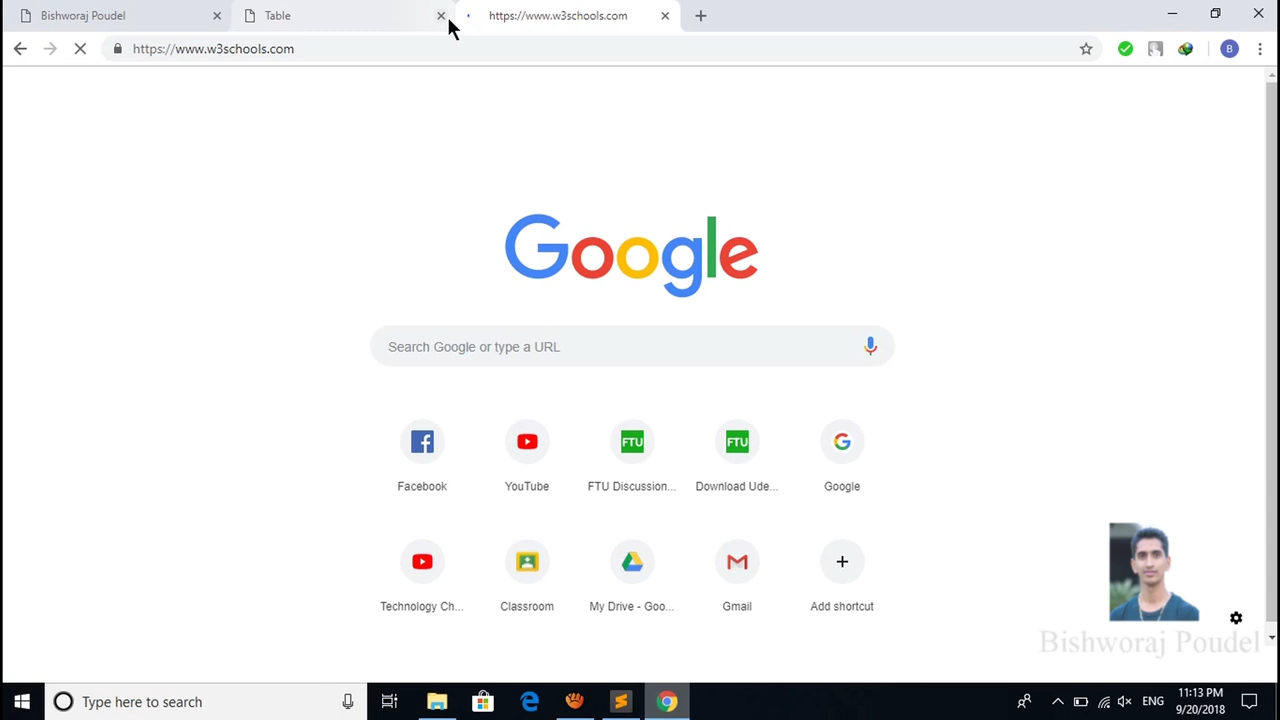 Bishworaj Poudel
Table
https://www.w3schools.com
https://www.w3schools.com
B
Google
Search Google or type a URL
FTU
FTU
Facebook
YouTube
FTU Discussion...
Download Ude...
Google
Technology Ch...
Classroom
My Drive - Goo...
Gmail
Add shortcut
Bishworaj Poudel
Type here to search
ENG
11:13 PM
9/20/2018